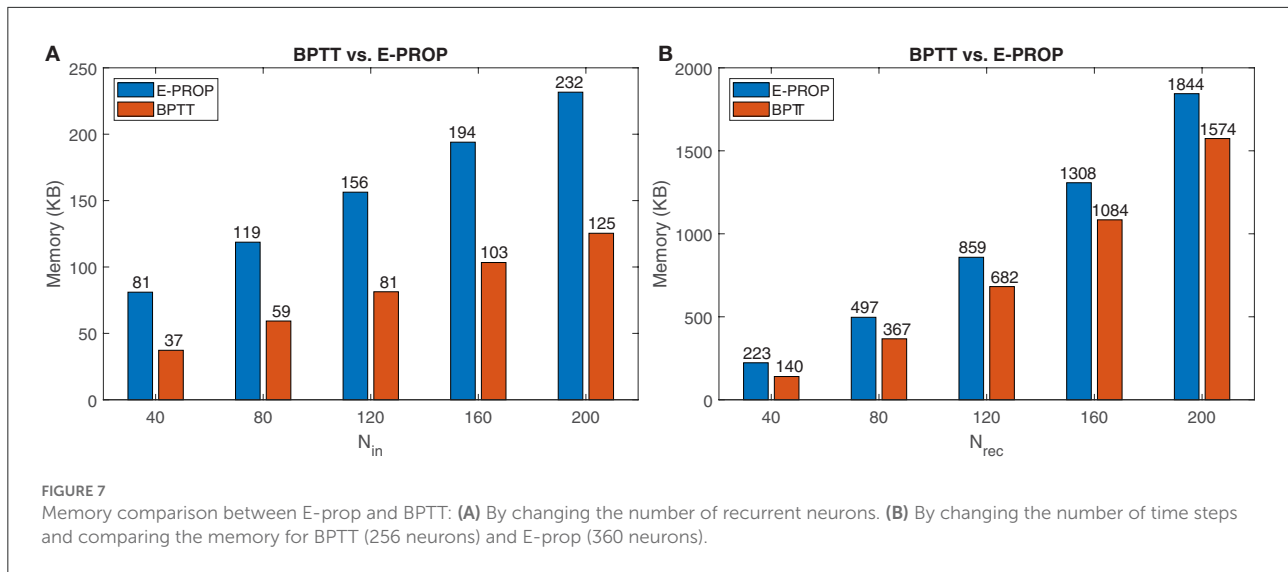 A
BPTT vs. E-PROP
E-PROP
BPTT
Memory (KB)
250
200
150
100
50
0
81
37
119
59
156
81
194
103
232
125
40 80 120 160 200
N_in
B
BPTT vs. E-PROP
E-PROP
BPTT
Memory (KB)
2000
1500
1000
500
0
223
140
497
367
859
682
1308
1084
1844
1574
40 80 120 160 200
N_rec
FIGURE 7
Memory comparison between E-prop and BPTT: (A) By changing the number of recurrent neurons. (B) By changing the number of time steps
and comparing the memory for BPTT (256 neurons) and E-prop (360 neurons).